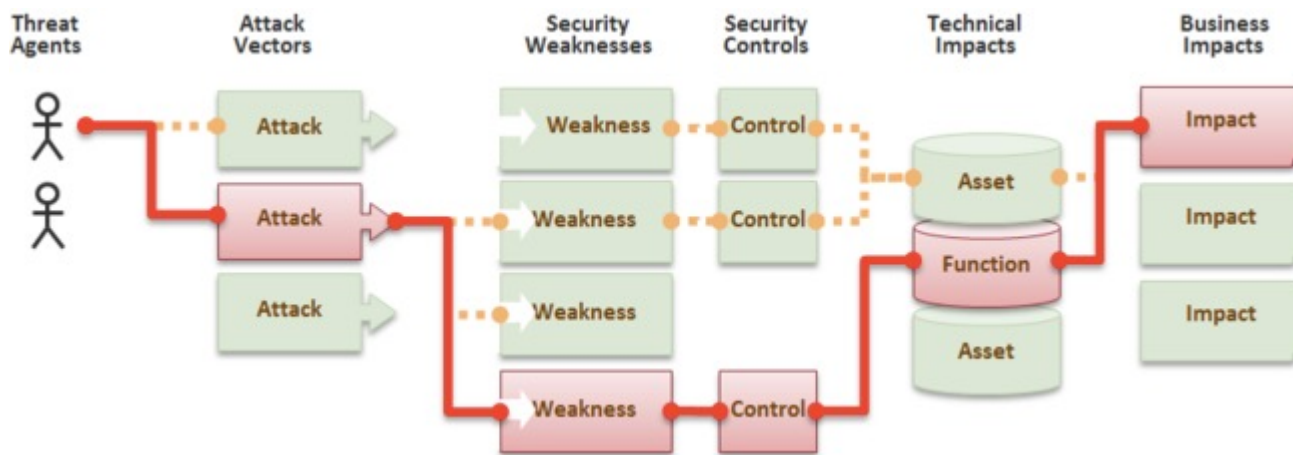 Threat
Agents
Attack
Vectors
Security
Weaknesses
Security
Controls
Technical
Impacts
Business
Impacts
Attack
Weakness
Control
Impact
Asset
Attack
Weakness
Control
Impact
Function
Attack
Weakness
Impact
Asset
Weakness
Control